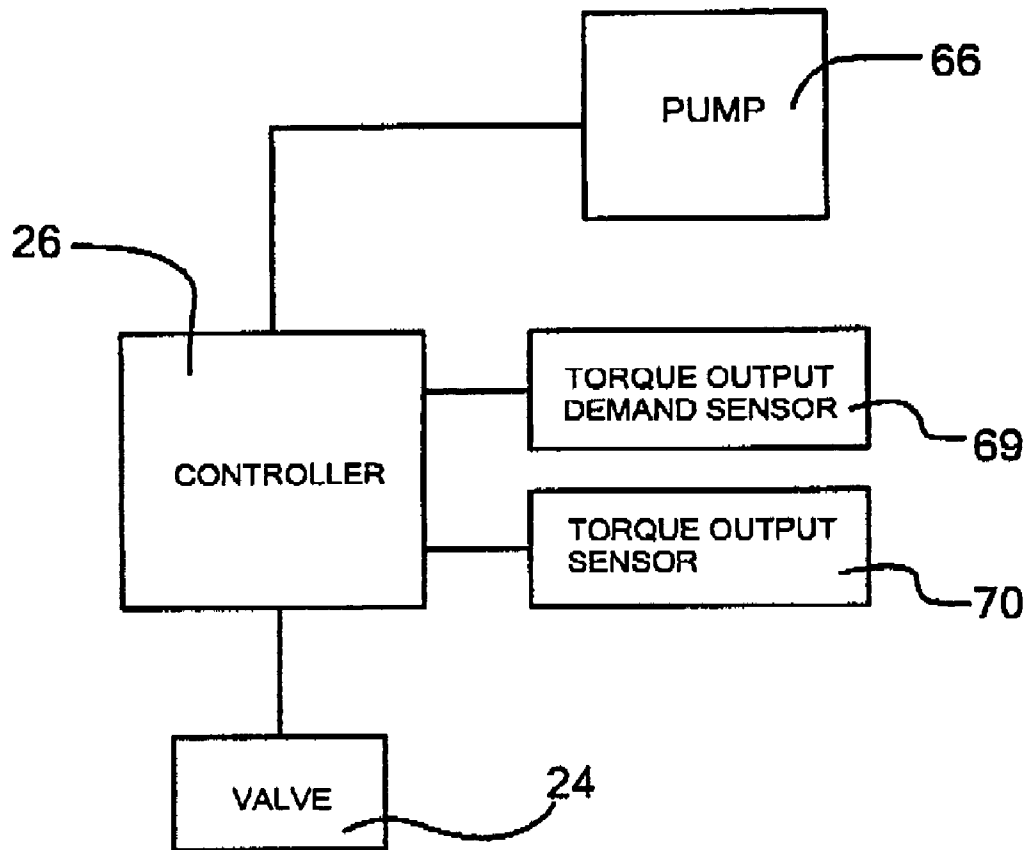 PUMP
66
26
CONTROLLER
TORQUE OUTPUT
DEMAND SENSOR
69
TORQUE OUTPUT
SENSOR
70
VALVE
24